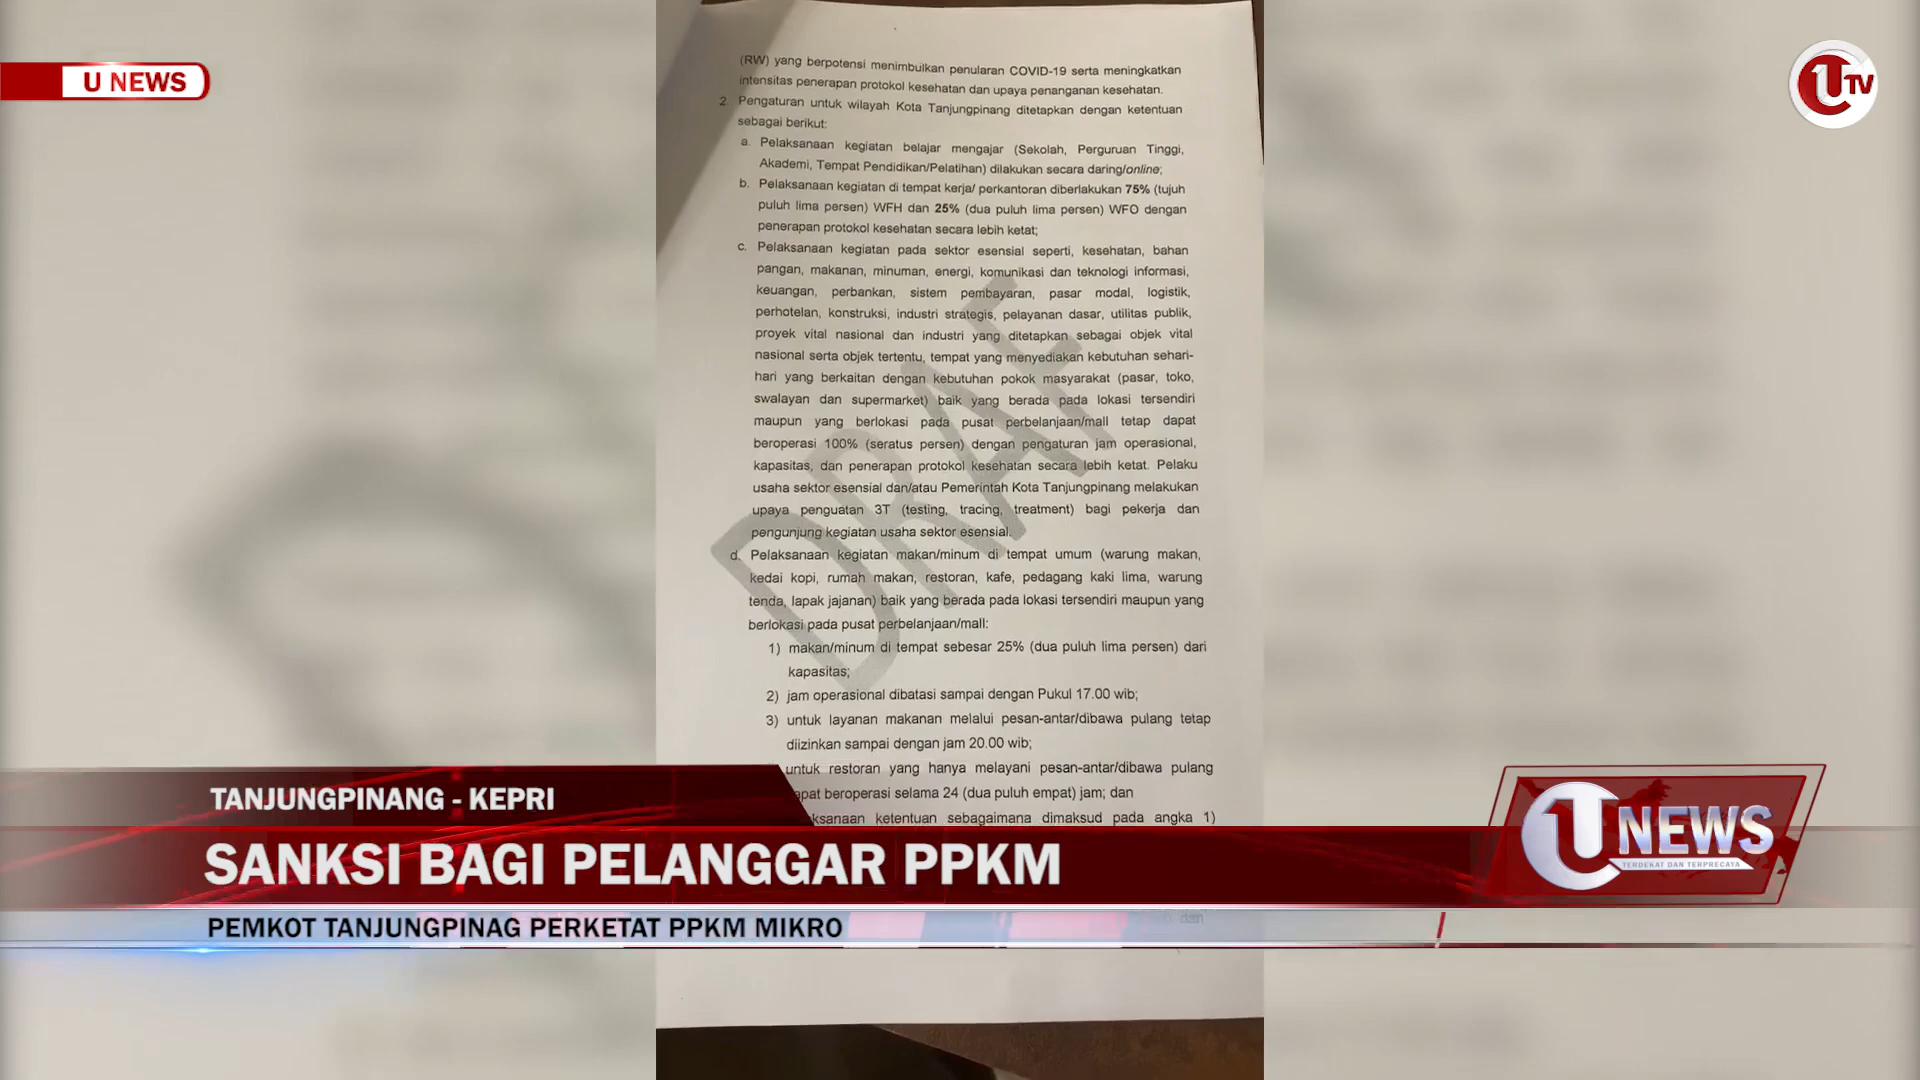 U NEWS
U TV
(RW) yang berpotensi menimbulkan penularan COVID-19 serta meningkatkan
intensitas penerapan protokol kesehatan dan upaya penanganan kesehatan.
2. Pengaturan untuk wilayah Kota Tanjungpinang ditetapkan dengan ketentuan
sebagai berikut:
a. Pelaksanaan kegiatan belajar mengajar (Sekolah, Perguruan Tinggi,
Akademi, Tempat Pendidikan/Pelatihan) dilakukan secara daring/online;
b. Pelaksanaan kegiatan di tempat kerja/ perkantoran diberlakukan 75% (tujuh
puluh lima persen) WFH dan 25% (dua puluh lima persen) WFO dengan
penerapan protokol kesehatan secara lebih ketat;
c. Pelaksanaan kegiatan pada sektor esensial seperti, kesehatan, bahan
pangan, makanan, minuman, energi, komunikasi dan teknologi informasi,
keuangan, perbankan, sistem pembayaran, pasar modal, logistik,
perhotelan, konstruksi, industri strategis, pelayanan dasar, utilitas publik,
proyek vital nasional dan industri yang ditetapkan sebagai objek vital
nasional serta objek tertentu, tempat yang menyediakan kebutuhan sehari-
hari yang berkaitan dengan kebutuhan pokok masyarakat (pasar, toko,
swalayan dan supermarket) baik yang berada pada lokasi tersendiri
maupun yang berlokasi pada pusat perbelanjaan/mall tetap dapat
beroperasi 100% (seratus persen) dengan pengaturan jam operasional,
kapasitas, dan penerapan protokol kesehatan secara lebih ketat. Pelaku
usaha sektor esensial dan/atau Pemerintah Kota Tanjungpinang melakukan
upaya penguatan 3T (testing, tracing, treatment) bagi pekerja dan
pengunjung kegiatan usaha sektor esensial.
d. Pelaksanaan kegiatan makan/minum di tempat umum (warung makan,
kedai kopi, rumah makan, restoran, kafe, pedagang kaki lima, warung
tenda, lapak jajanan) baik yang berada pada lokasi tersendiri maupun yang
berlokasi pada pusat perbelanjaan/mall:
1) makan/minum di tempat sebesar 25% (dua puluh lima persen) dari
kapasitas;
2) jam operasional dibatasi sampai dengan Pukul 17.00 wib;
3) untuk layanan makanan melalui pesan-antar/dibawa pulang tetap
diizinkan sampai dengan jam 20.00 wib;
untuk restoran yang hanya melayani pesan-antar/dibawa pulang
beroperasi selama 24 (dua puluh empat) jam; dan
ketentuan sebagaimana dimaksud pada angka 1)
DRAF
TANJUNGPINANG - KEPRI
SANKSI BAGI PELANGGAR PPKM
PEMKOT TANJUNGPINAG PERKETAT PPKM MIKRO
U NEWS
TERDEKAT DAN TERPRECAYA